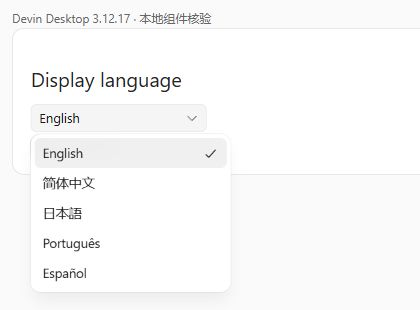 Devin Desktop 3.12.17 · 本地组件核验
Display language
English
English
简体中文
日本語
Português
Español